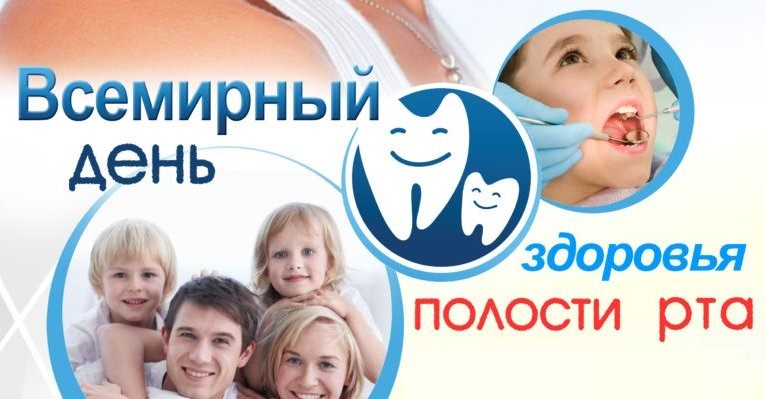 Всемирный
день
здоровья
полости рта